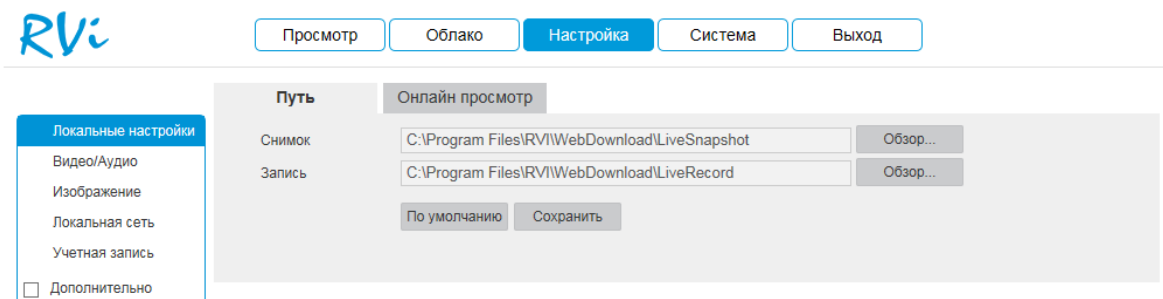 RVi
Просмотр Облако Настройка Система Выход
Путь Онлайн просмотр
Локальные настройки
Видео/Аудио
Изображение
Локальная сеть
Учетная запись
Дополнительно
Снимок C:\Program Files\RVI\WebDownload\LiveSnapshot Обзор...
Запись C:\Program Files\RVI\WebDownload\LiveRecord Обзор...
По умолчанию Сохранить